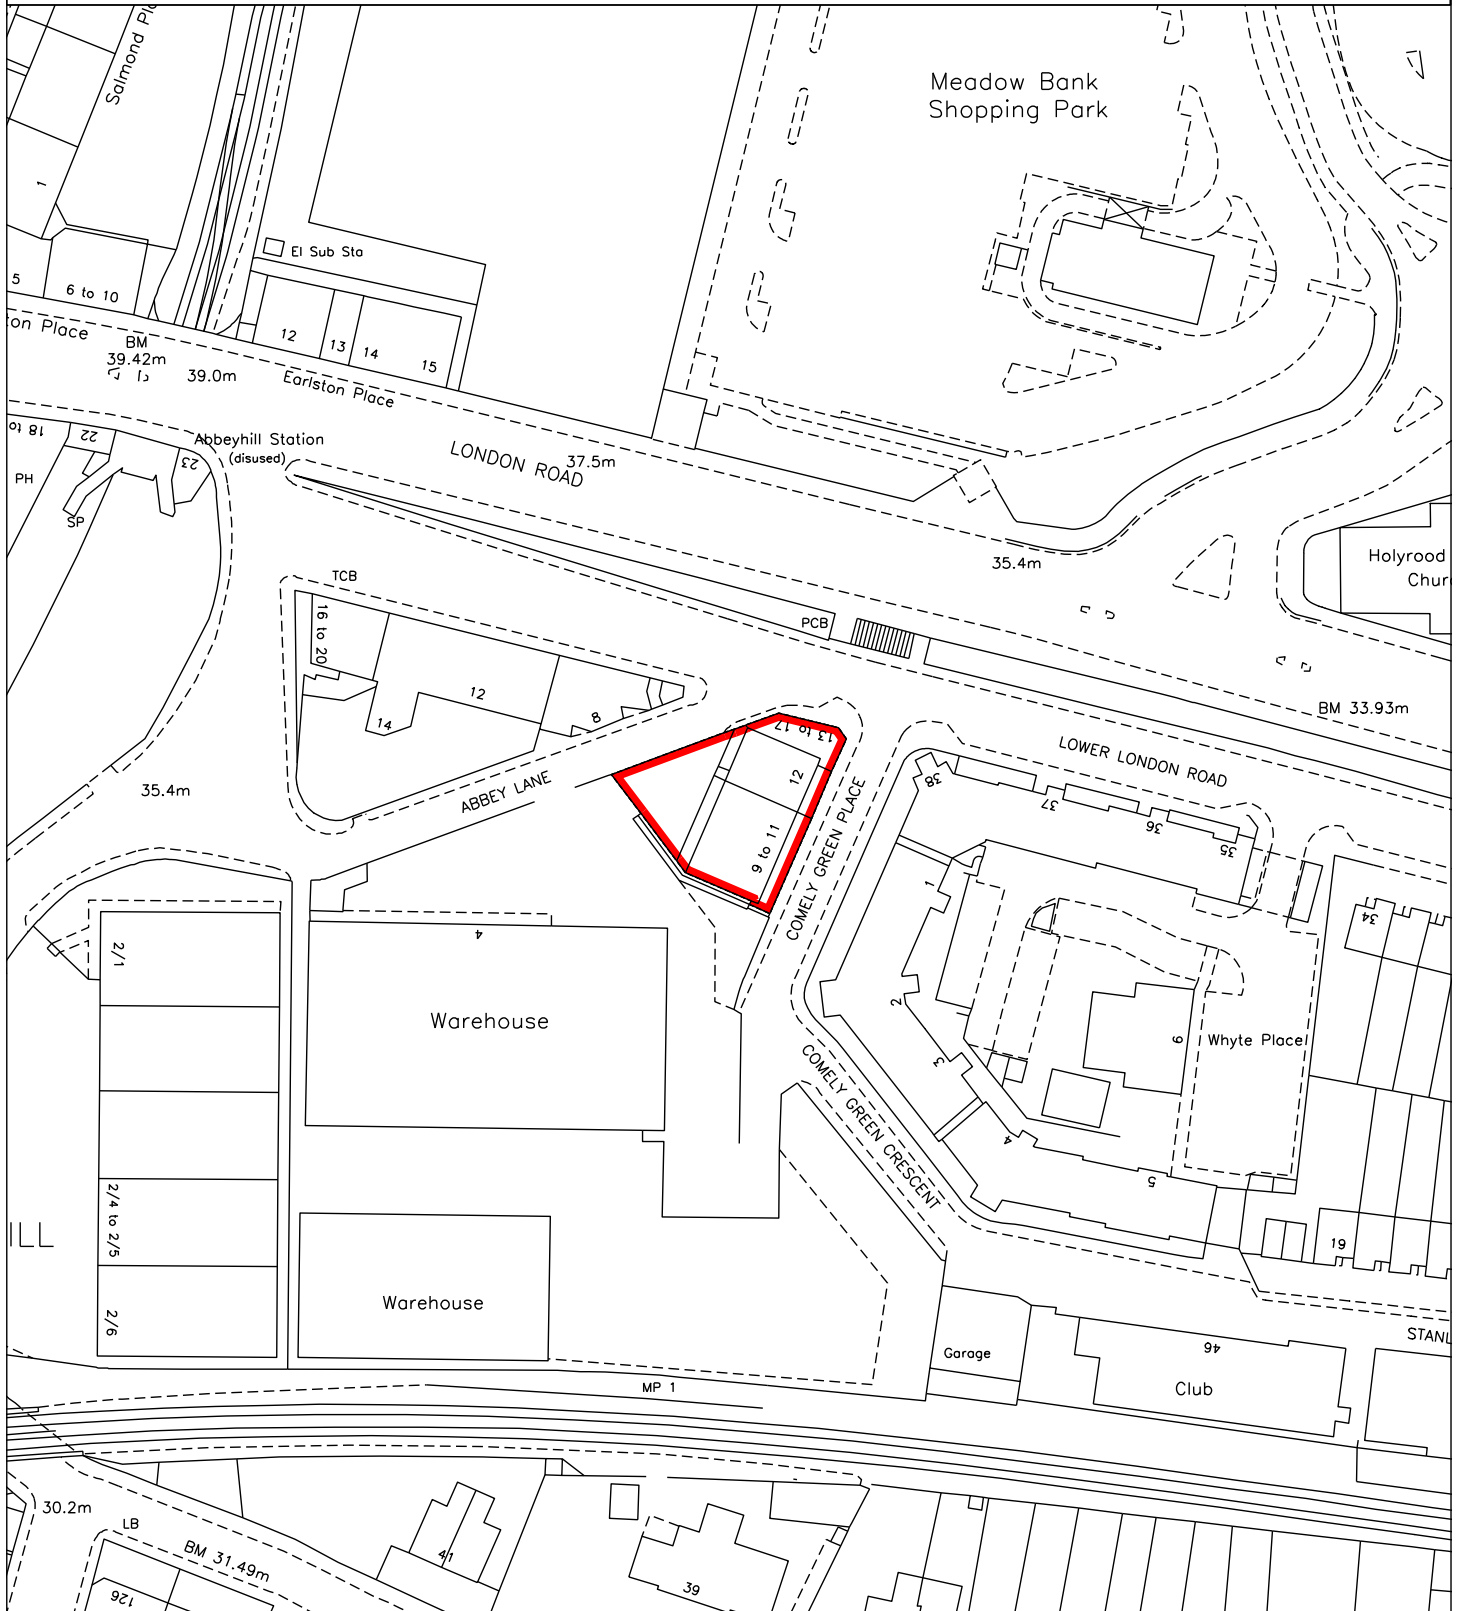 Salmond Pla
Meadow Bank
Shopping Park
1
El Sub Sta
5
6 to 10
ton Place
BM
39.42m
39.0m
12
13
14
15
Earlston Place
18 to
22
23
Abbeyhill Station
(disused)
LONDON ROAD
37.5m
PH
SP
35.4m
Holyrood
Chur
TCB
16 to 20
PCB
14
12
8
13 to 17
12
9 to 11
BM 33.93m
LOWER LONDON ROAD
35.4m
ABBEY LANE
COMELY GREEN PLACE
38
37
36
35
34
1
2/1
4
Warehouse
2
3
6
Whyte Place
COMELY GREEN CRESCENT
4
5
2/4 to 2/5
ILL
19
Warehouse
2/6
STANL
Garage
46
Club
MP 1
30.2m
LB
BM 31.49m
126
41
39